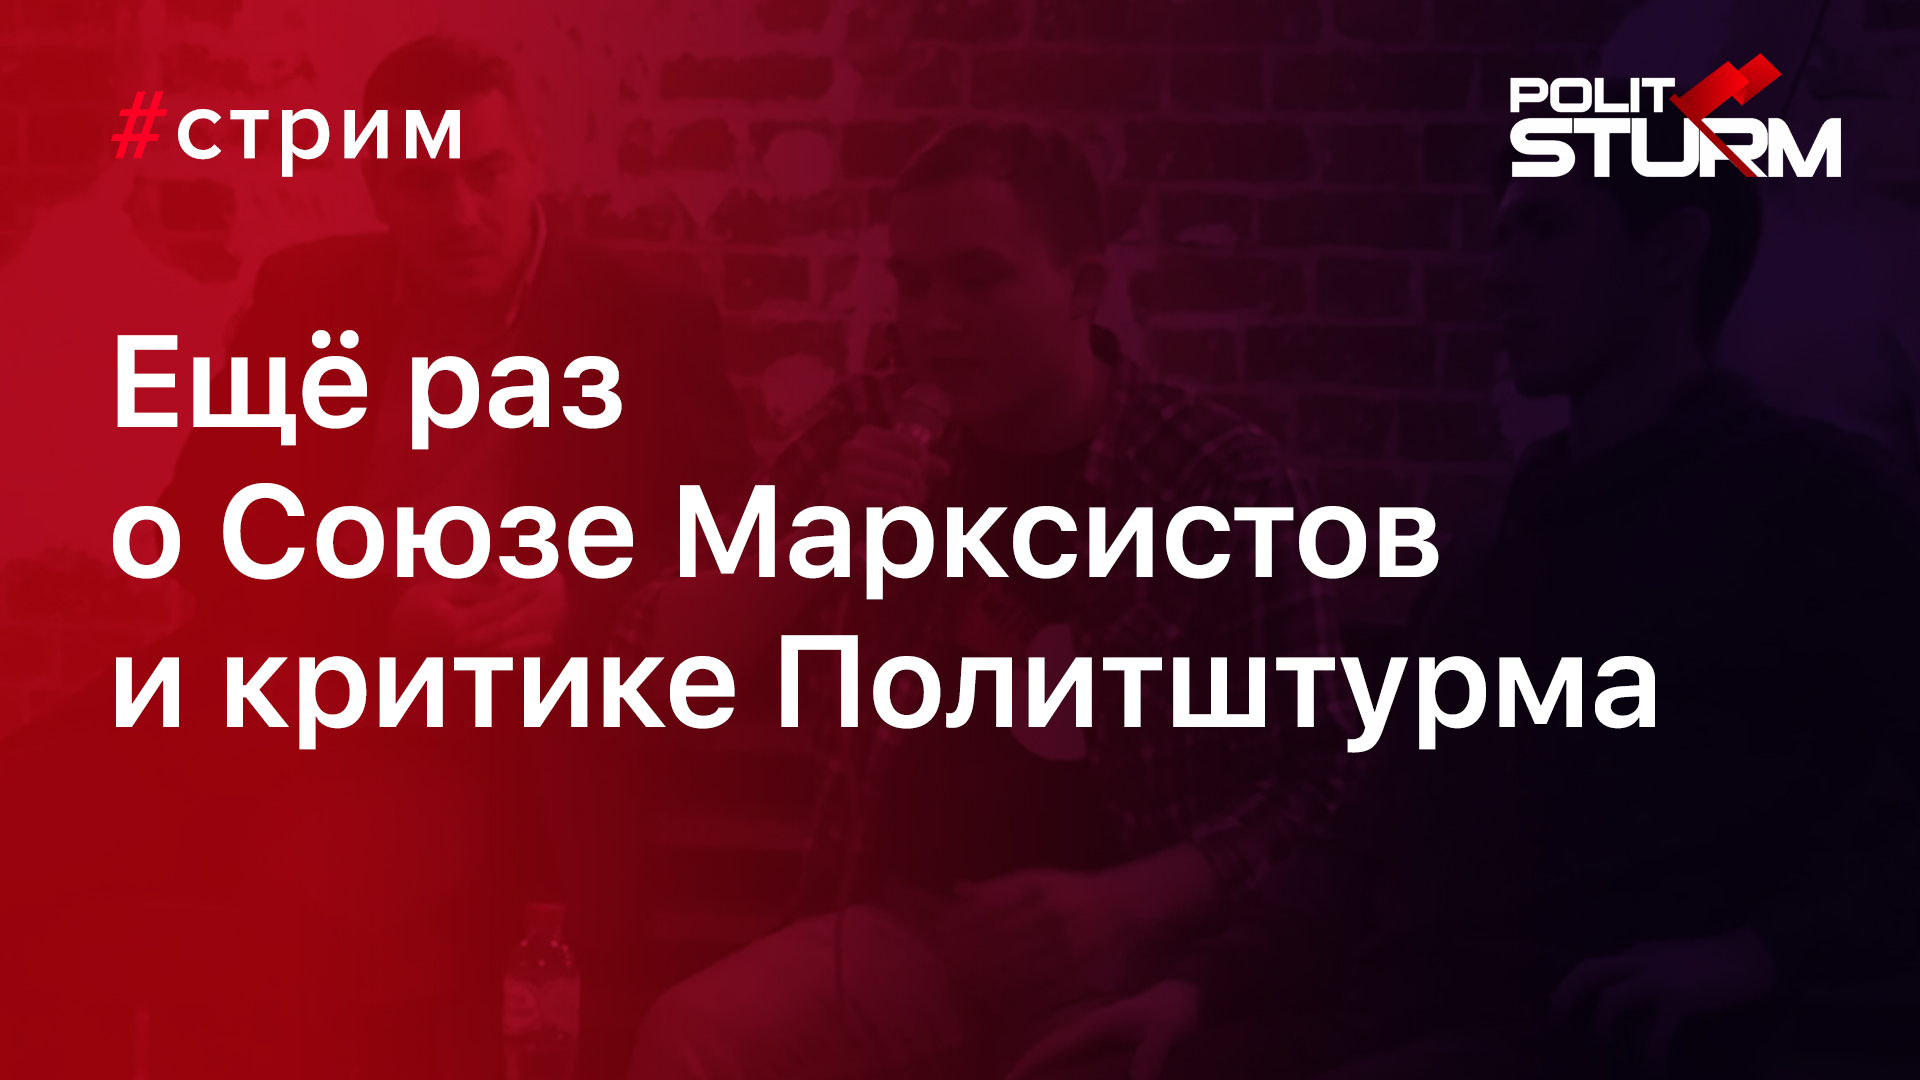 #стрим
POLIT
STURM
Ещё раз
о Союзе Марксистов
и критике Политштурма